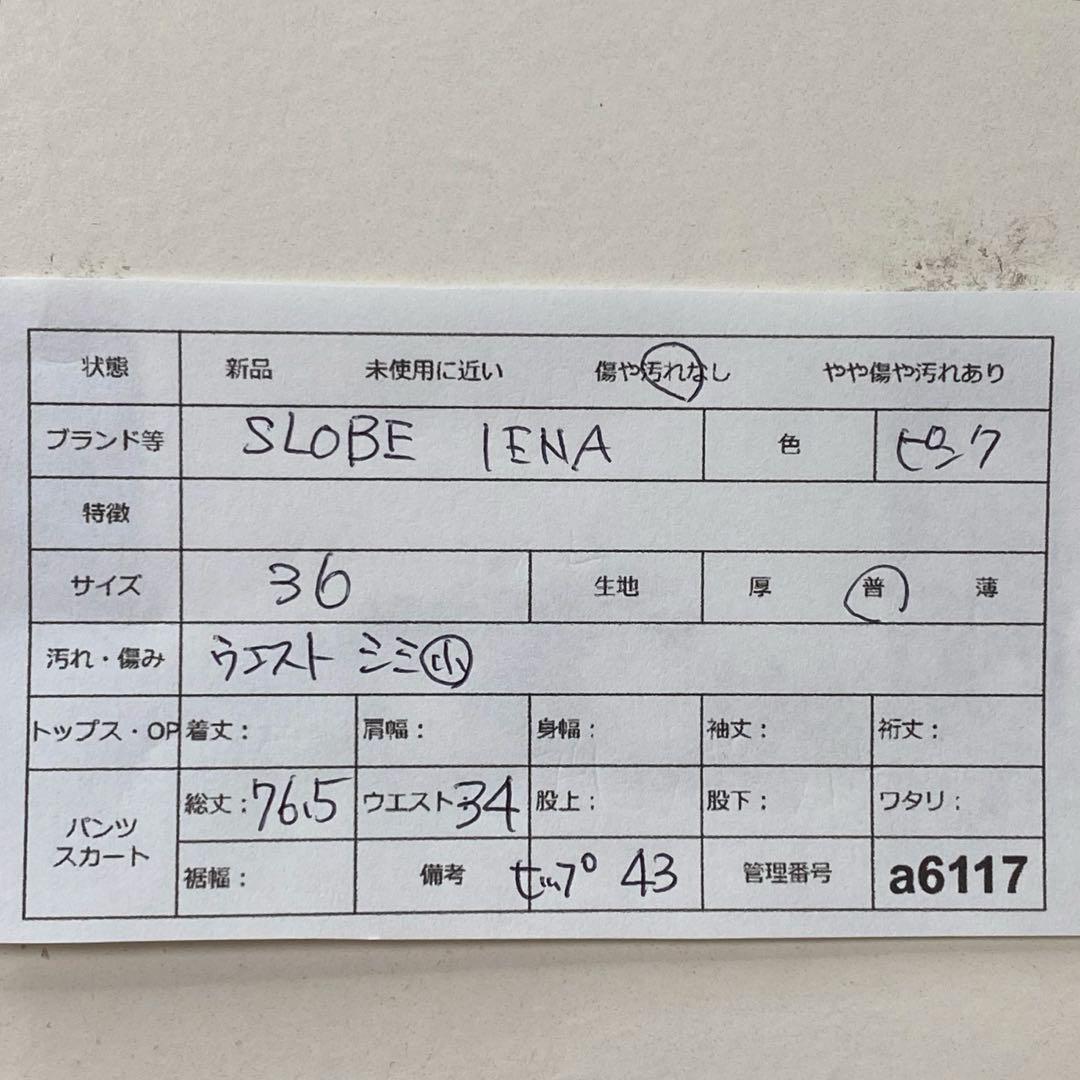 状態 新品 未使用に近い 傷や汚れなし やや傷や汚れあり
ブランド等 SLOBE IENA 色 ピンク
特徴
サイズ 36 生地 厚 普 薄
汚れ・傷み ウエスト シミ小
トップス・OP 着丈： 肩幅： 身幅： 袖丈： 裄丈：
パンツ
スカート
総丈：76.5 ウエスト34 股上： 股下： ワタリ：
裾幅： 備考 ヒップ 43 管理番号 a6117